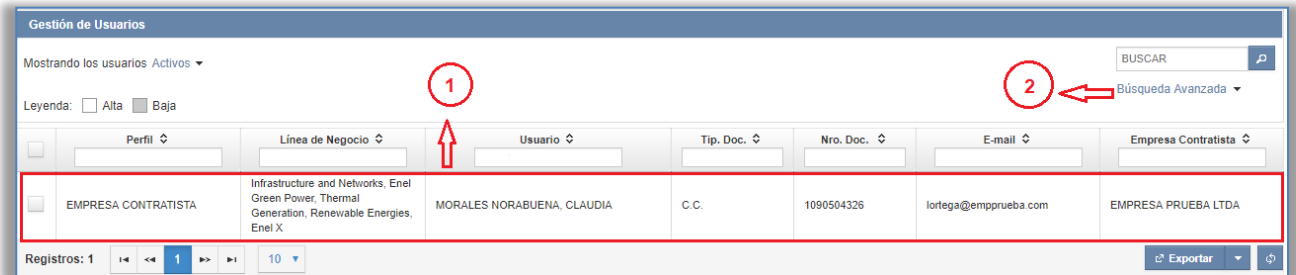 Gestión de Usuarios
Mostrando los usuarios Activos
BUSCAR
1
2
Búsqueda Avanzada
Leyenda: Alta Baja
Perfil Línea de Negocio Usuario Tip. Doc. Nro. Doc. E-mail Empresa Contratista
Infrastructure and Networks, Enel
Green Power, Thermal
EMPRESA CONTRATISTA MORALES NORABUENA, CLAUDIA C.C. 1090504326 lortega@empprueba.com EMPRESA PRUEBA LTDA
Generation, Renewable Energies,
Enel X
Registros: 1 1 10 Exportar